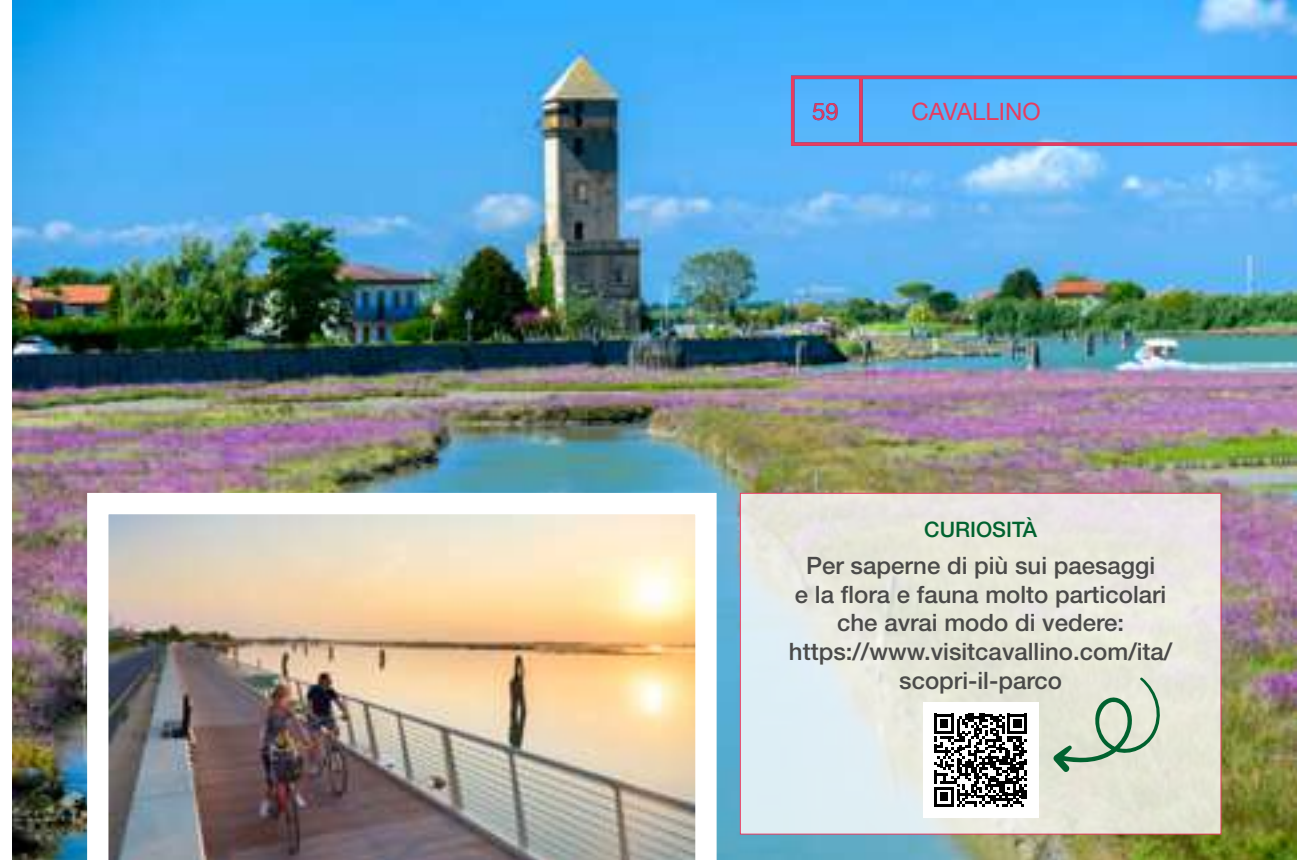 59 CAVALLINO
CURIOSITÀ
Per saperne di più sui paesaggi
e la flora e fauna molto particolari
che avrai modo di vedere:
https://www.visitcavallino.com/ita/
scopri-il-parco